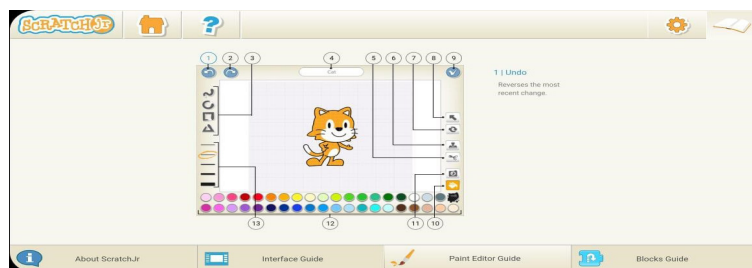 SCRATCHJR
?
1 2 3 4 5 6 7 8 9
Cat
1 | Undo
Reverses the most
recent change.
13 12 11 10
i About ScratchJr
Interface Guide
Paint Editor Guide
Blocks Guide